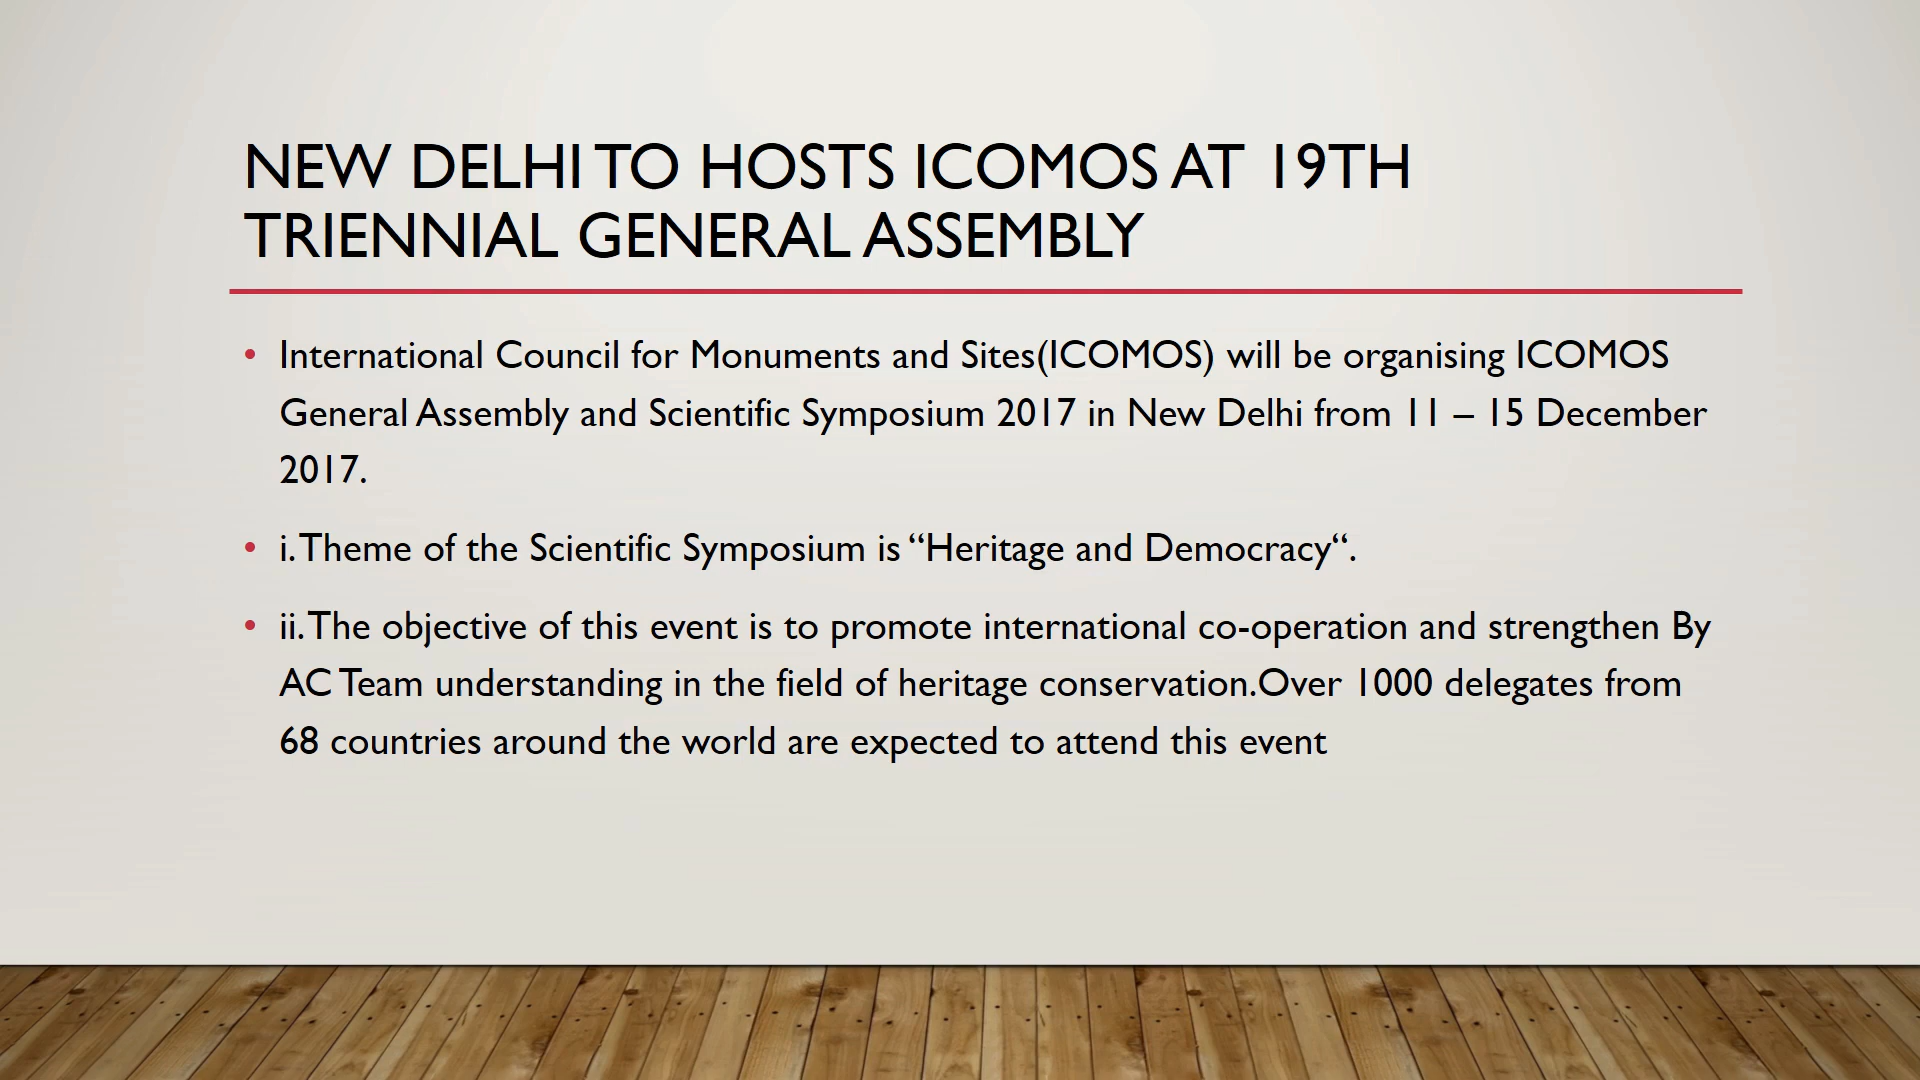 NEW DELHI TO HOSTS ICOMOS AT 19TH
TRIENNIAL GENERAL ASSEMBLY
• International Council for Monuments and Sites(ICOMOS) will be organising ICOMOS
General Assembly and Scientific Symposium 2017 in New Delhi from 11 – 15 December
2017.
• i. Theme of the Scientific Symposium is “Heritage and Democracy“.
• ii. The objective of this event is to promote international co-operation and strengthen By
AC Team understanding in the field of heritage conservation.Over 1000 delegates from
68 countries around the world are expected to attend this event